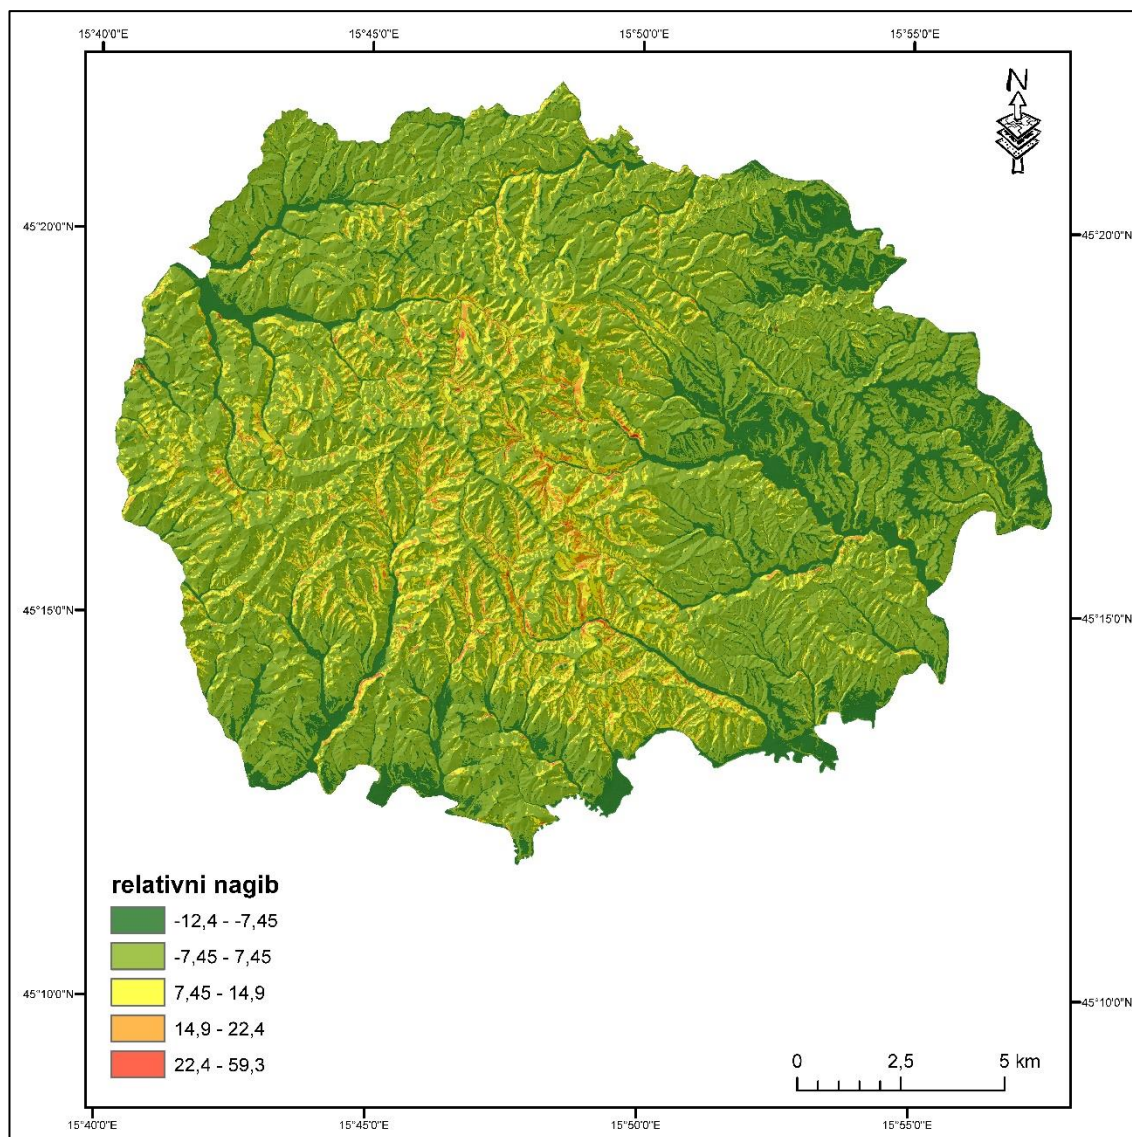 15°40'0"E 15°45'0"E 15°50'0"E 15°55'0"E
N
45°20'0"N 45°20'0"N
45°15'0"N 45°15'0"N
relativni nagib
-12,4 - -7,45
-7,45 - 7,45
7,45 - 14,9
14,9 - 22,4
22,4 - 59,3
45°10'0"N 45°10'0"N
0 2,5 5 km
15°40'0"E 15°45'0"E 15°50'0"E 15°55'0"E